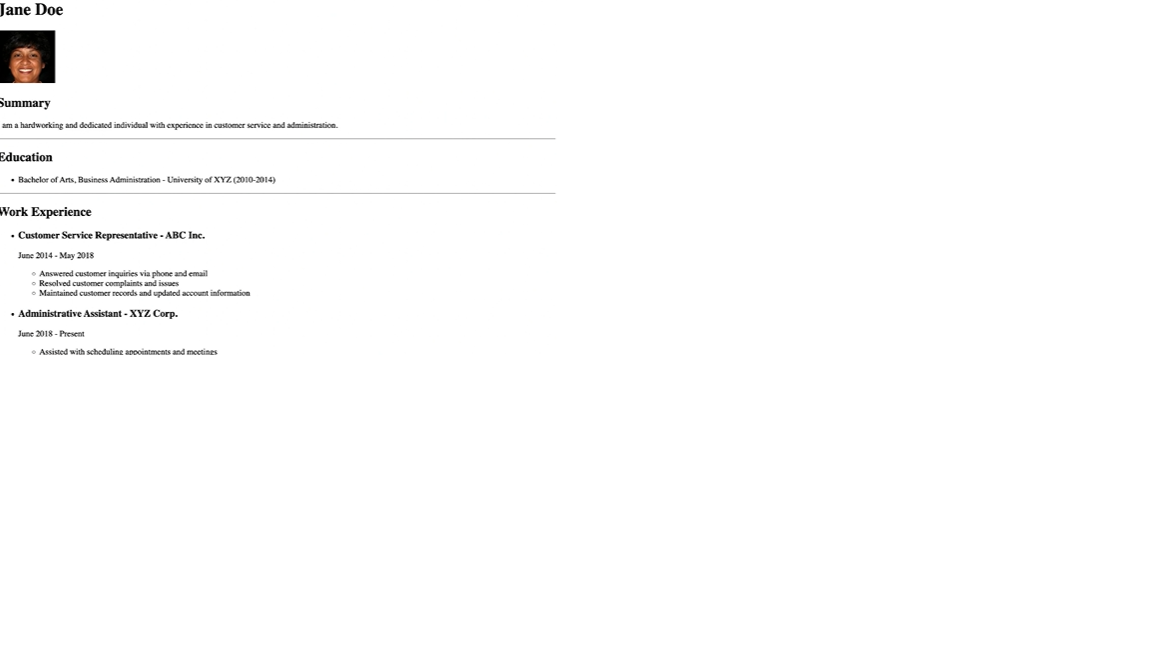 Jane Doe
Summary
am a hardworking and dedicated individual with experience in customer service and administration.
Education
Bachelor of Arts, Business Administration - University of XYZ (2010-2014)
Work Experience
Customer Service Representative - ABC Inc.
June 2014 - May 2018
Answered customer inquiries via phone and email
Resolved customer complaints and issues
Maintained customer records and updated account information
Administrative Assistant - XYZ Corp.
June 2018 - Present
Assisted with scheduling appointments and meetings